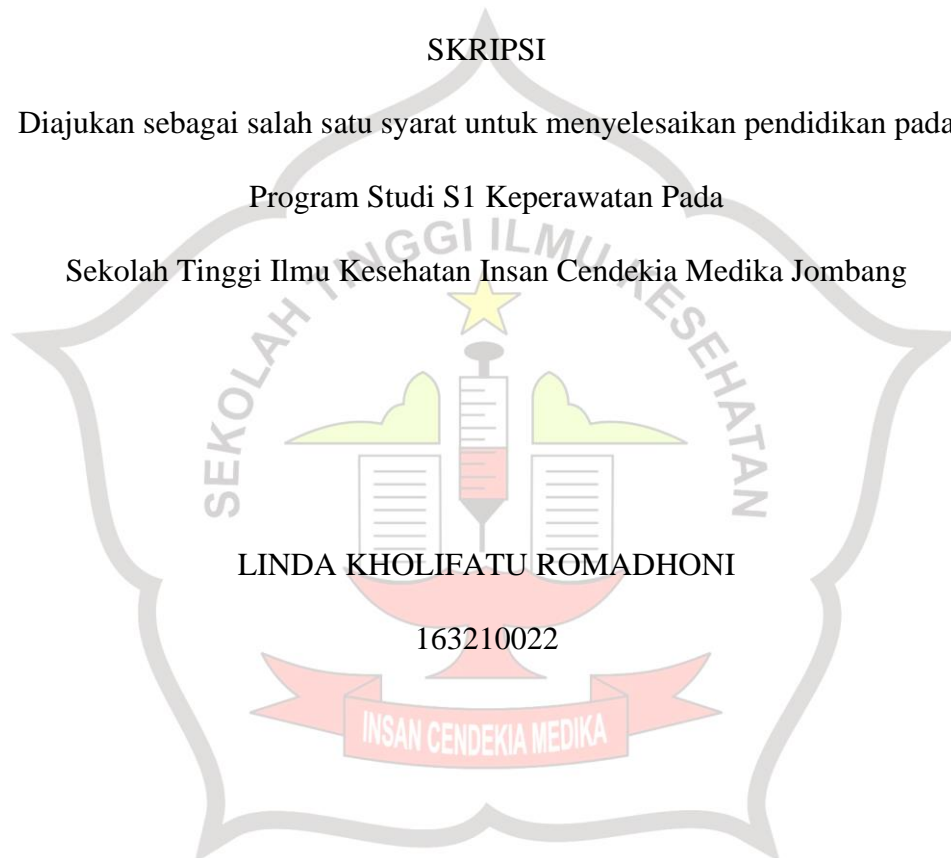 SKRIPSI
Diajukan sebagai salah satu syarat untuk menyelesaikan pendidikan pada
Program Studi S1 Keperawatan Pada
Sekolah Tinggi Ilmu Kesehatan Insan Cendekia Medika Jombang
SEKOLAH TINGGI ILMU KESEHATAN
LINDA KHOLIFATU ROMADHONI
163210022
INSAN CENDEKIA MEDIKA